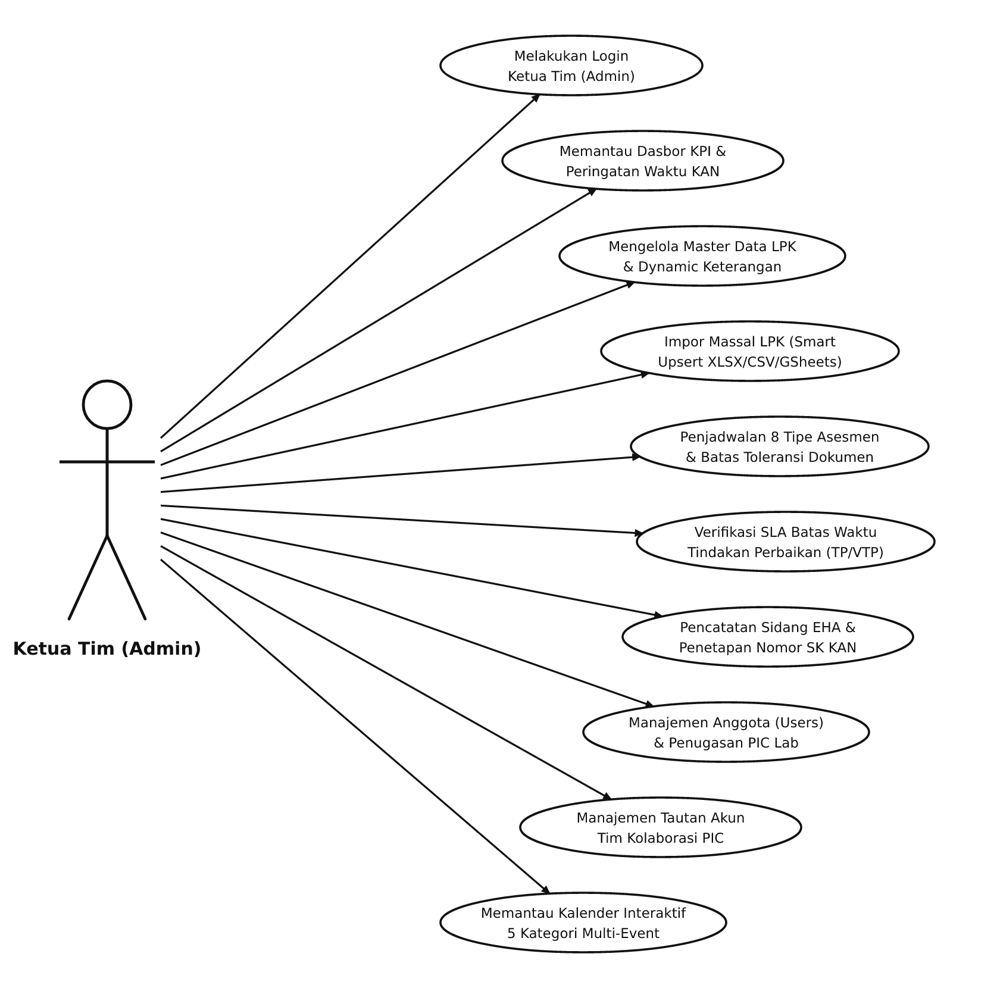 Melakukan Login
Ketua Tim (Admin)
Memantau Dasbor KPI &
Peringatan Waktu KAN
Mengelola Master Data LPK
& Dynamic Keterangan
Impor Massal LPK (Smart
Upsert XLSX/CSV/GSheets)
Penjadwalan 8 Tipe Asesmen
& Batas Toleransi Dokumen
Verifikasi SLA Batas Waktu
Tindakan Perbaikan (TP/VTP)
Pencatatan Sidang EHA &
Penetapan Nomor SK KAN
Ketua Tim (Admin)
Manajemen Anggota (Users)
& Penugasan PIC Lab
Manajemen Tautan Akun
Tim Kolaborasi PIC
Memantau Kalender Interaktif
5 Kategori Multi-Event